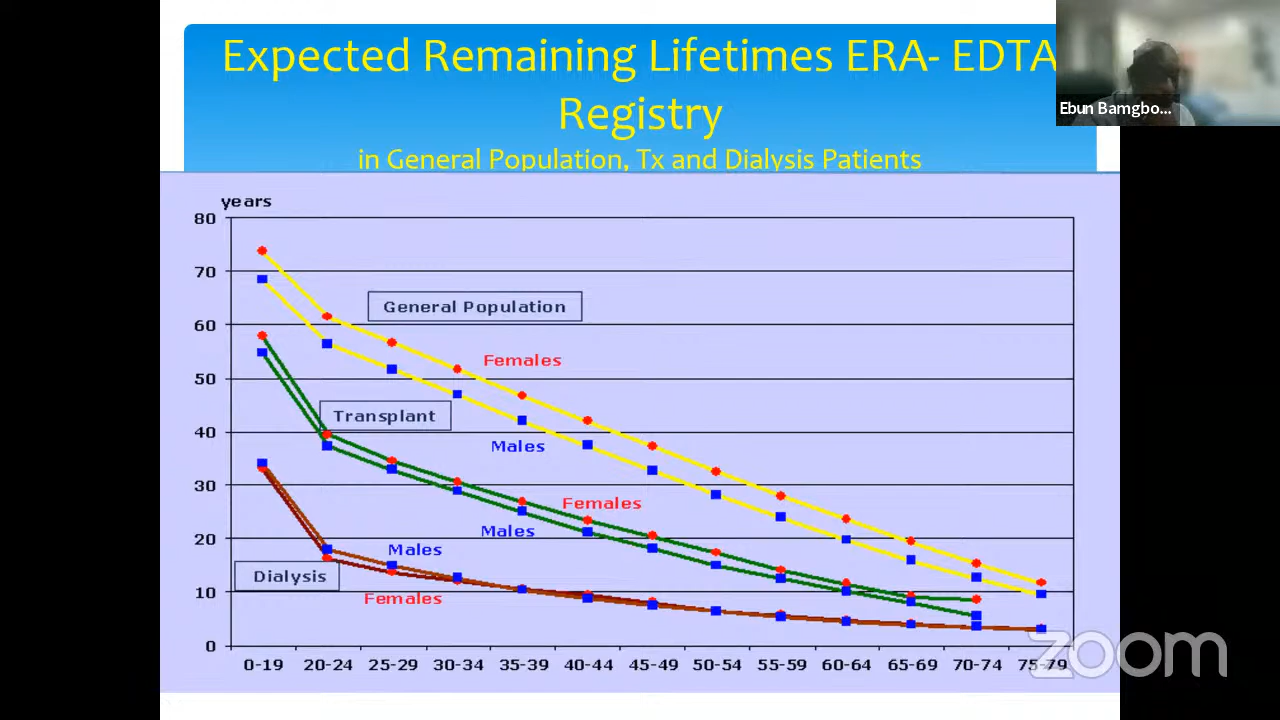 Expected Remaining Lifetimes ERA- EDTA
Registry
in General Population, Tx and Dialysis Patients
Ebun Bamgbo...
years
80
70
60
50
40
30
20
10
0
General Population
Females
Transplant
Males
Females
Males
Males
Dialysis
Females
0-19 20-24 25-29 30-34 35-39 40-44 45-49 50-54 55-59 60-64 65-69 70-74 75-79
zoom